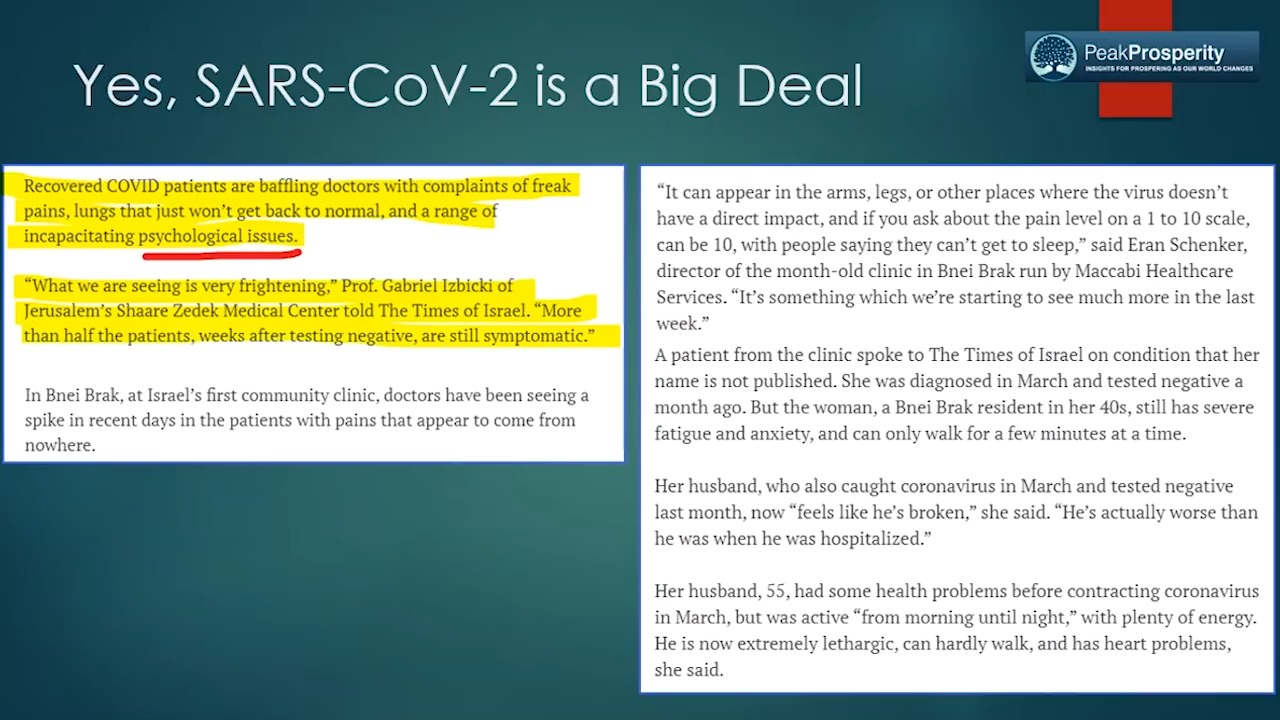 Yes, SARS-CoV-2 is a Big Deal
PeakProsperity
INSIGHTS FOR PROSPERING AS OUR WORLD CHANGES
Recovered COVID patients are baffling doctors with complaints of freak
pains, lungs that just won’t get back to normal, and a range of
incapacitating psychological issues.
“What we are seeing is very frightening,” Prof. Gabriel Izbicki of
Jerusalem’s Shaare Zedek Medical Center told The Times of Israel. “More
than half the patients, weeks after testing negative, are still symptomatic.”
In Bnei Brak, at Israel’s first community clinic, doctors have been seeing a
spike in recent days in the patients with pains that appear to come from
nowhere.
“It can appear in the arms, legs, or other places where the virus doesn’t
have a direct impact, and if you ask about the pain level on a 1 to 10 scale,
can be 10, with people saying they can’t get to sleep,” said Eran Schenker,
director of the month-old clinic in Bnei Brak run by Maccabi Healthcare
Services. “It’s something which we’re starting to see much more in the last
week.”
A patient from the clinic spoke to The Times of Israel on condition that her
name is not published. She was diagnosed in March and tested negative a
month ago. But the woman, a Bnei Brak resident in her 40s, still has severe
fatigue and anxiety, and can only walk for a few minutes at a time.
Her husband, who also caught coronavirus in March and tested negative
last month, now “feels like he’s broken,” she said. “He’s actually worse than
he was when he was hospitalized.”
Her husband, 55, had some health problems before contracting coronavirus
in March, but was active “from morning until night,” with plenty of energy.
He is now extremely lethargic, can hardly walk, and has heart problems,
she said.